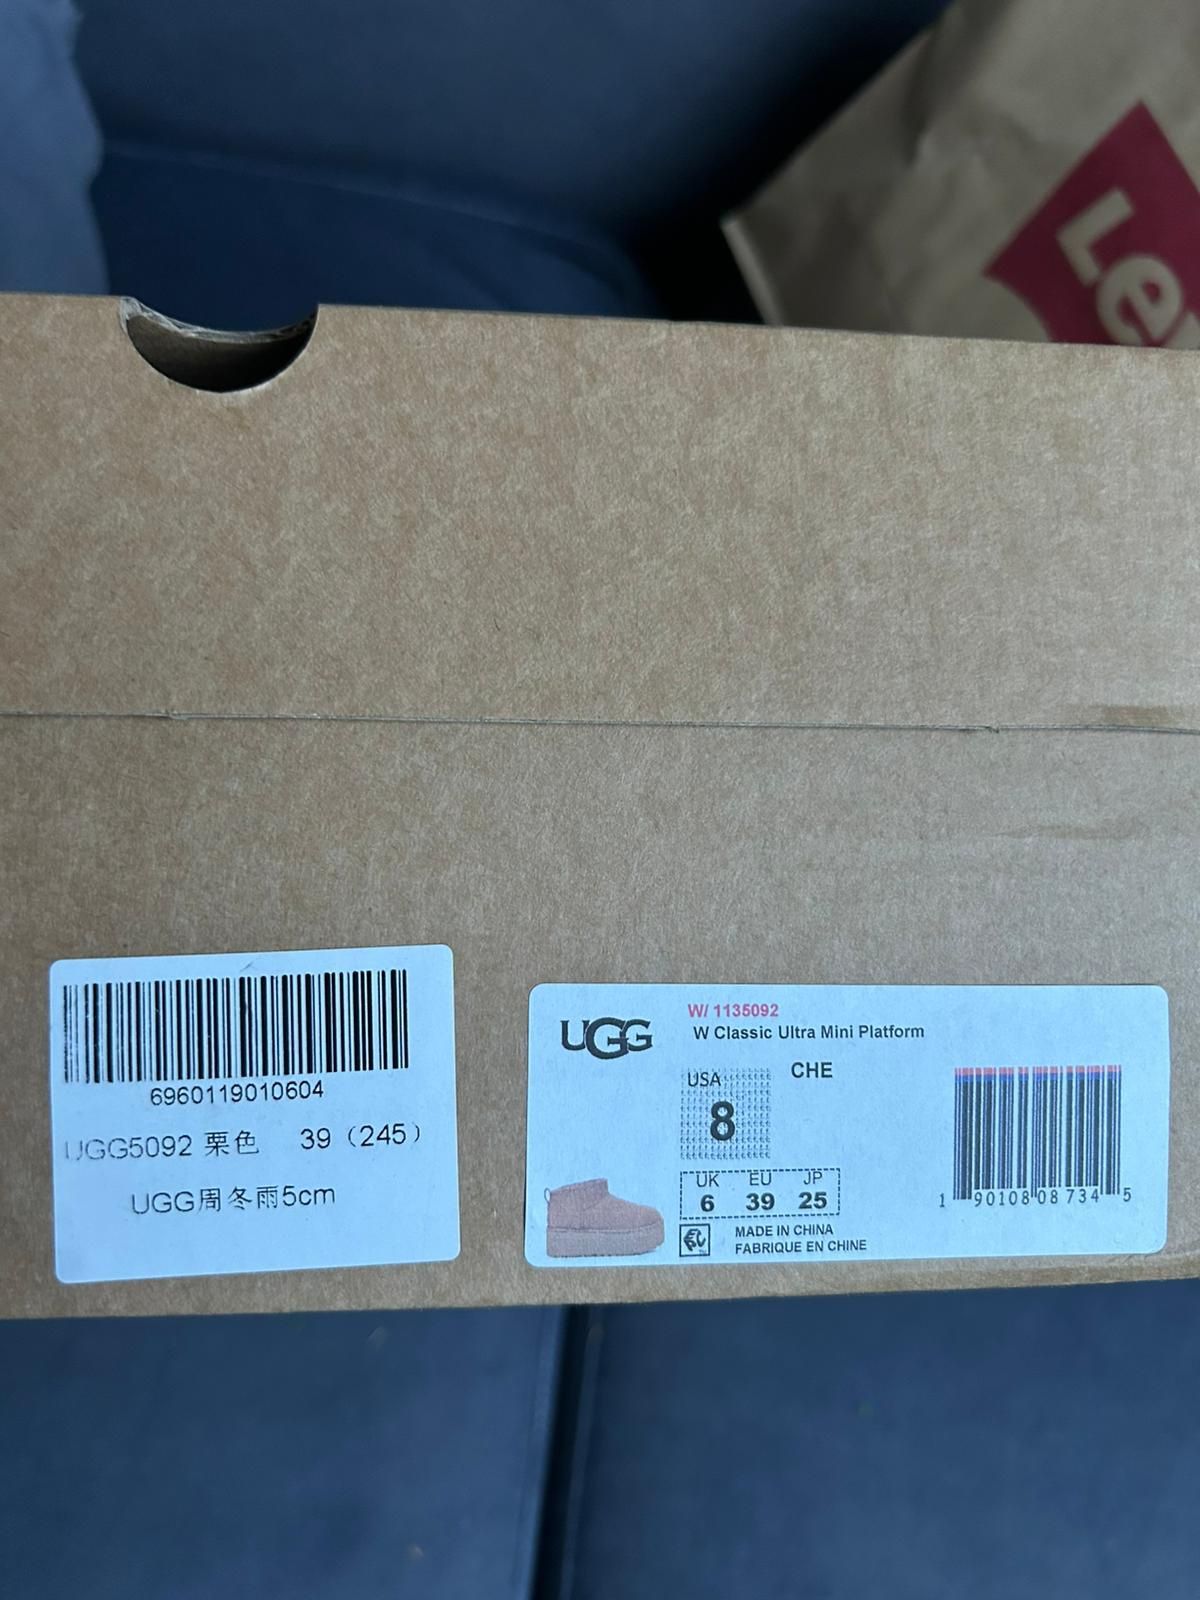 Le
6960119010604
UGG5092 栗色 39（245）
UGG周冬雨5cm
UGG
W/ 1135092
W Classic Ultra Mini Platform
CHE
USA
8
UK EU JP
6 39 25
MADE IN CHINA
FABRIQUE EN CHINE
1 90108 08734 5